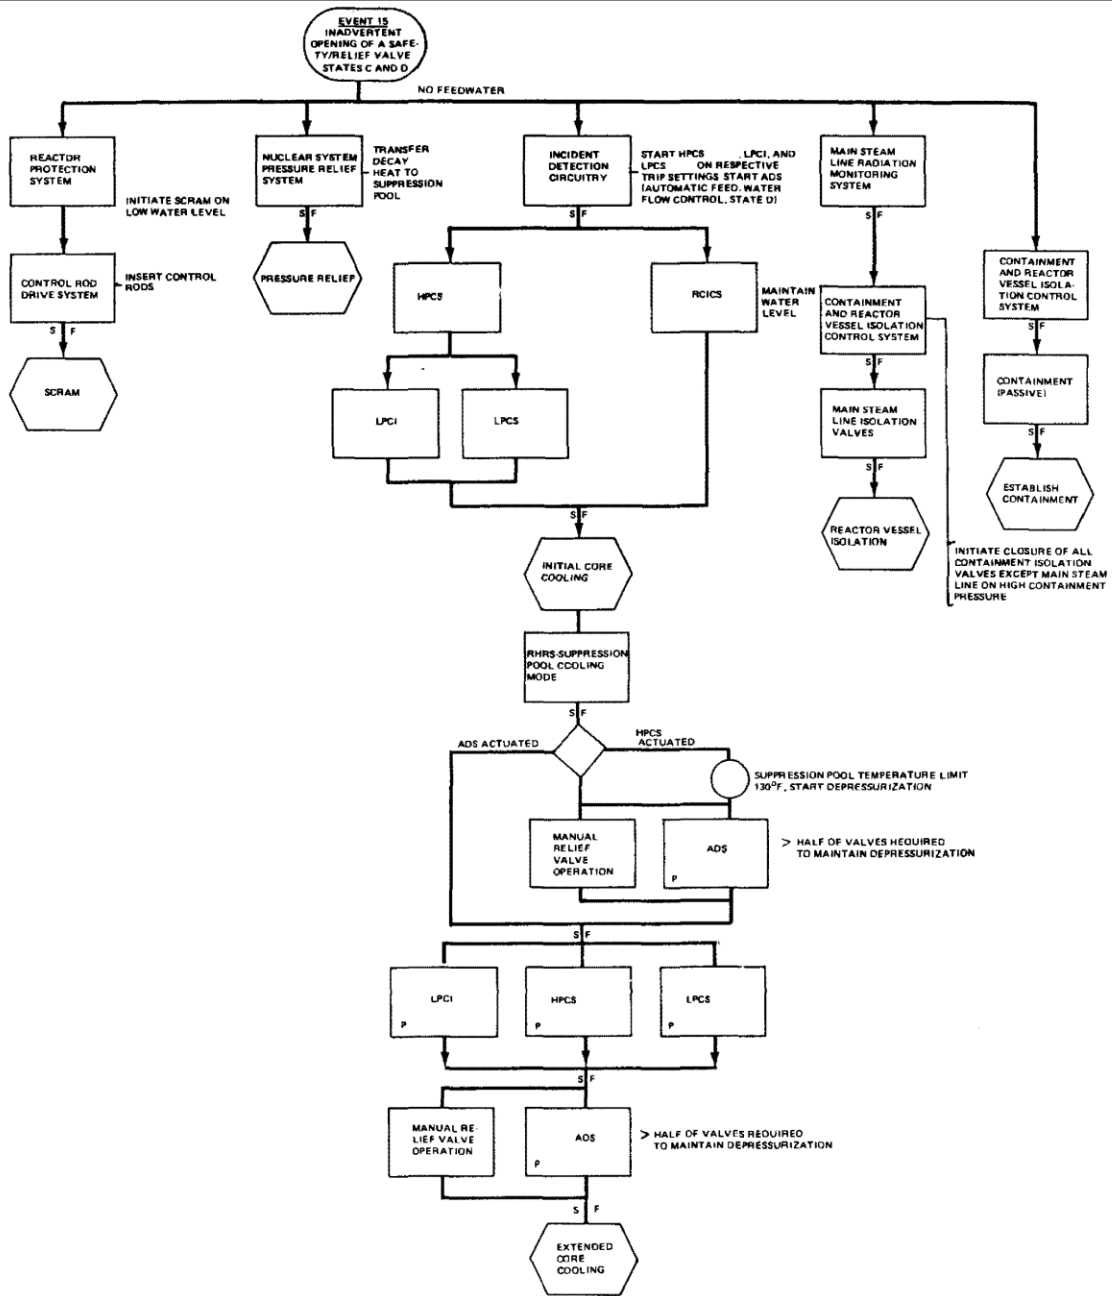 EVENT 15
INADVERTENT
OPENING OF A SAFE-
TY/RELIEF VALVE
STATES C AND D
NO FEEDWATER
REACTOR
PROTECTION
SYSTEM
INITIATE SCRAM ON
LOW WATER LEVEL
CONTROL ROD
DRIVE SYSTEM
INSERT CONTROL
RODS
S F
SCRAM
NUCLEAR SYSTEM
PRESSURE RELIEF
SYSTEM
TRANSFER
DECAY
HEAT TO
SUPPRESSION
POOL
S F
PRESSURE RELIEF
INCIDENT
DETECTION
CIRCUITRY
START HPCS , LPCI, AND
LPCS ON RESPECTIVE
TRIP SETTINGS START ADS
(AUTOMATIC FEED. WATER
FLOW CONTROL, STATE D)
S F
HPCS
RCICS
MAINTAIN
WATER
LEVEL
LPCI
LPCS
S F
INITIAL CORE
COOLING
MAIN STEAM
LINE RADIATION
MONITORING
SYSTEM
S F
CONTAINMENT
AND REACTOR
VESSEL ISOLATION
CONTROL SYSTEM
S F
MAIN STEAM
LINE ISOLATION
VALVES
S F
REACTOR VESSEL
ISOLATION
CONTAINMENT
AND REACTOR
VESSEL ISOLA-
TION CONTROL
SYSTEM
S F
CONTAINMENT
(PASSIVE)
S F
ESTABLISH
CONTAINMENT
INITIATE CLOSURE OF ALL
CONTAINMENT ISOLATION
VALVES EXCEPT MAIN STEAM
LINE ON HIGH CONTAINMENT
PRESSURE
RHRS-SUPPRESSION
POOL COOLING
MODE
S F
ADS ACTUATED
HPCS
ACTUATED
SUPPRESSION POOL TEMPERATURE LIMIT
130°F, START DEPRESSURIZATION
MANUAL
RELIEF
VALVE
OPERATION
ADS
P
> HALF OF VALVES REQUIRED
TO MAINTAIN DEPRESSURIZATION
S F
LPCI
P
HPCS
P
LPCS
P
S F
MANUAL RE-
LIEF VALVE
OPERATION
ADS
P
> HALF OF VALVES REQUIRED
TO MAINTAIN DEPRESSURIZATION
S F
EXTENDED
CORE
COOLING